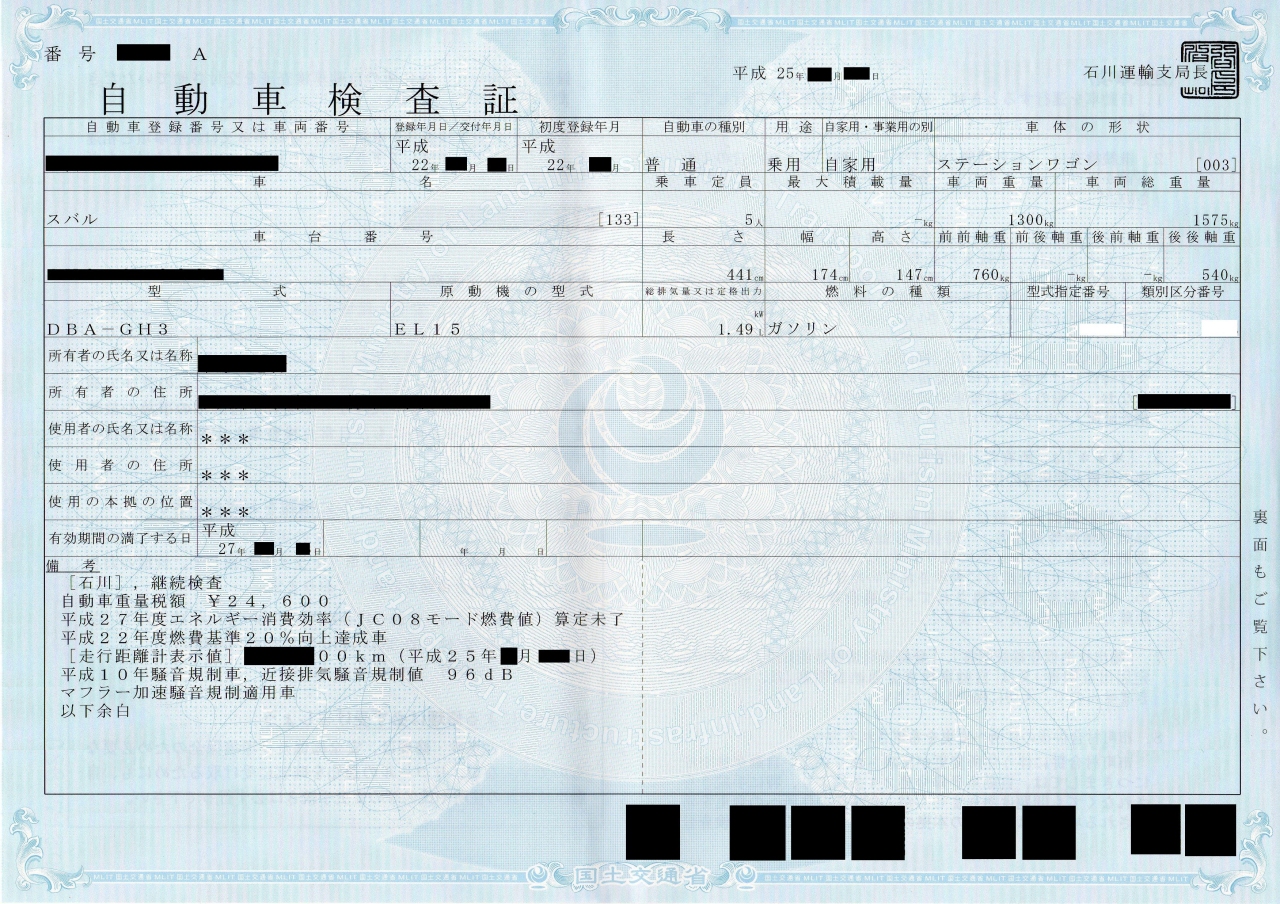 番号 A
平成 25年 月 日
石川運輸支局長
自動車検査証
自動車登録番号又は車両番号 登録年月日／交付年月日 初度登録年月 自動車の種別 用途 自家用・事業用の別 車体の形状
平成 22年 月 日 平成 22年 月 普通 乗用 自家用 ステーションワゴン [003]
車名 乗車定員 最大積載量 車両重量 車両総重量
スバル [133] 5人 －kg 1300kg 1575kg
車台番号 長さ 幅 高さ 前前軸重 前後軸重 後前軸重 後後軸重
441cm 174cm 147cm 760kg －kg －kg 540kg
型式 原動機の型式 総排気量又は定格出力 燃料の種類 型式指定番号 類別区分番号
ＤＢＡ－ＧＨ３ ＥＬ１５ kW 1.49L ガソリン
所有者の氏名又は名称
所有者の住所 [ ]
使用者の氏名又は名称 ＊＊＊
使用者の住所 ＊＊＊
使用の本拠の位置 ＊＊＊
有効期間の満了する日 平成 27年 月 日 年 月 日
備考
［石川］，継続検査
自動車重量税額 ￥２４，６００
平成２７年度エネルギー消費効率（ＪＣ０８モード燃費値）算定未了
平成２２年度燃費基準２０％向上達成車
［走行距離計表示値］ ００ｋｍ（平成２５年 月 日）
平成１０年騒音規制車，近接排気騒音規制値 ９６ｄＢ
マフラー加速騒音規制適用車
以下余白
裏面もご覧下さい。
国土交通省